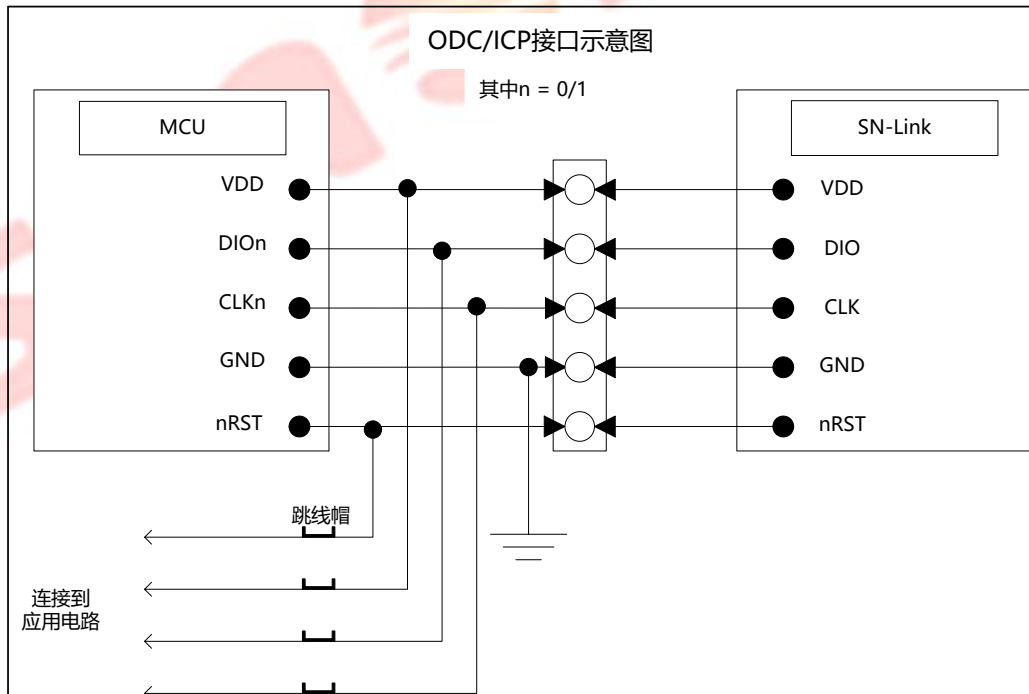 ODC/ICP接口示意图
其中n = 0/1
MCU
SN-Link
VDD
VDD
DIOn
DIO
CLKn
CLK
GND
GND
nRST
nRST
跳线帽
连接到
应用电路